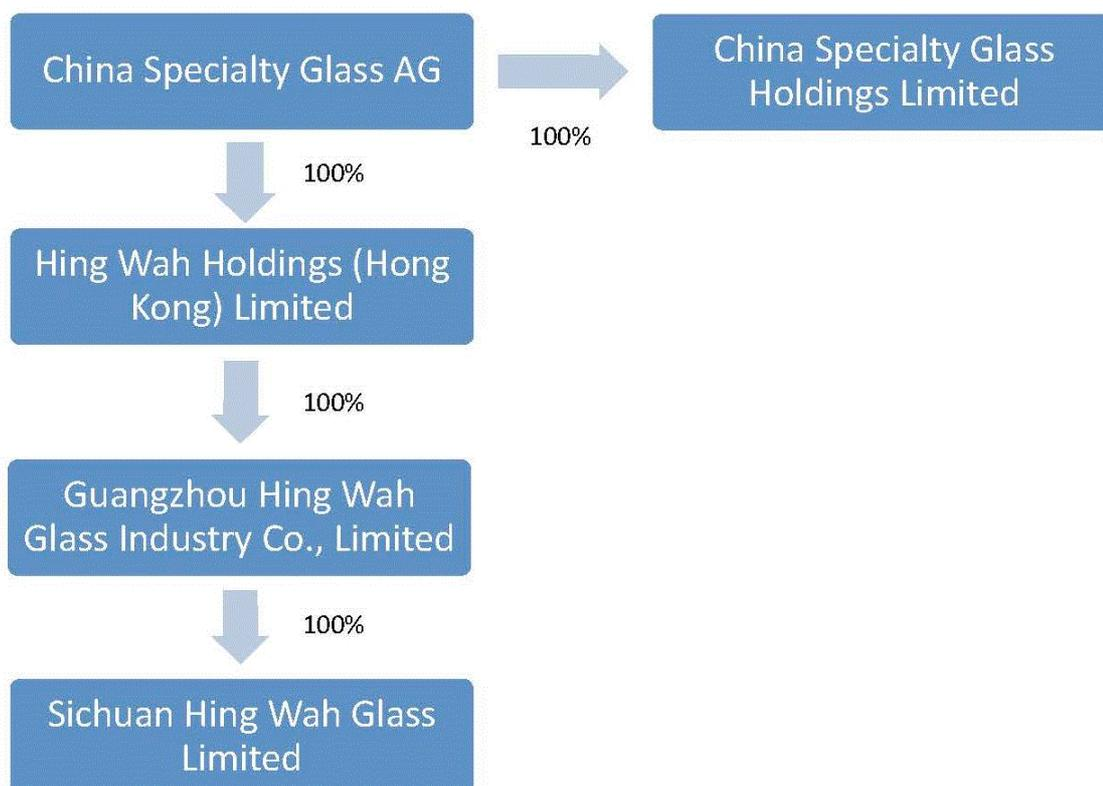 China Specialty Glass AG
China Specialty Glass
Holdings Limited
100%
100%
Hing Wah Holdings (Hong
Kong) Limited
100%
Guangzhou Hing Wah
Glass Industry Co., Limited
100%
Sichuan Hing Wah Glass
Limited